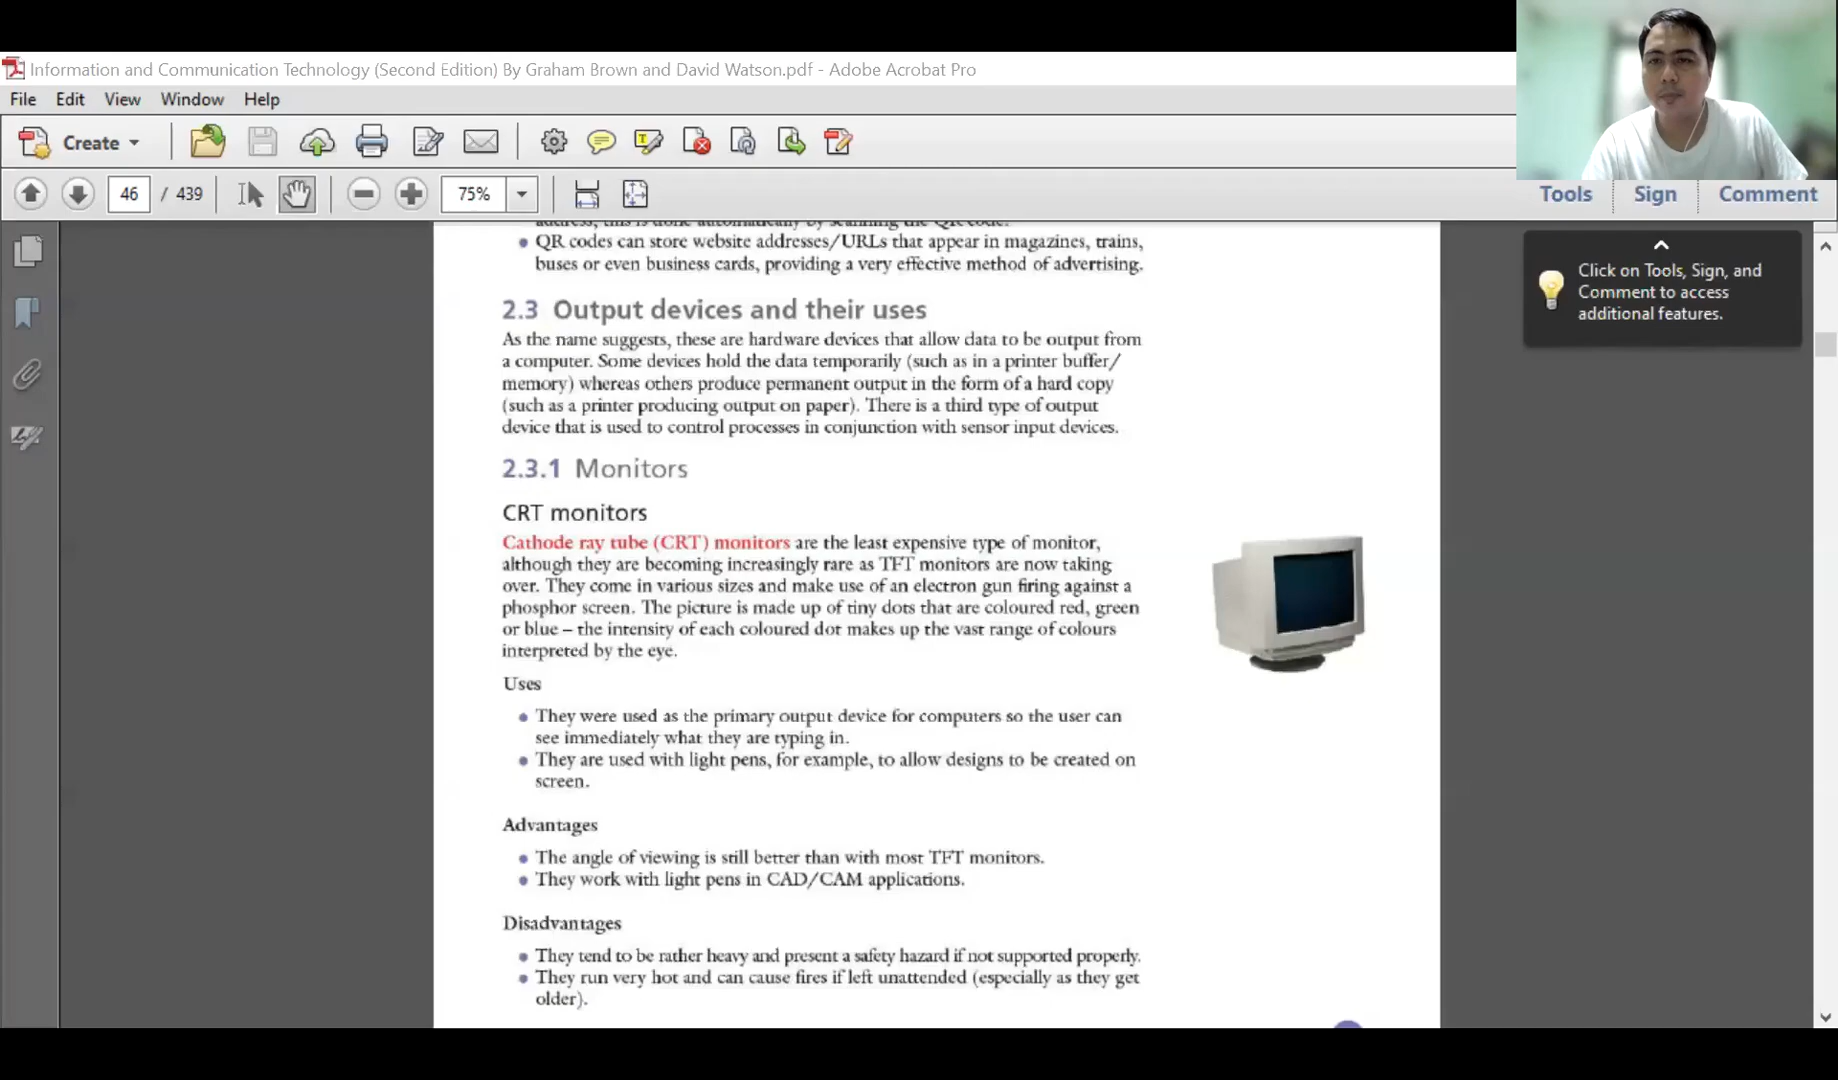 Information and Communication Technology (Second Edition) By Graham Brown and David Watson.pdf - Adobe Acrobat Pro
File Edit View Window Help
Create
46 / 439 75% Tools Sign Comment
Click on Tools, Sign, and
Comment to access
additional features.
address, this is done automatically by scanning the QR code.
QR codes can store website addresses/URLs that appear in magazines, trains,
buses or even business cards, providing a very effective method of advertising.
2.3 Output devices and their uses
As the name suggests, these are hardware devices that allow data to be output from
a computer. Some devices hold the data temporarily (such as in a printer buffer/
memory) whereas others produce permanent output in the form of a hard copy
(such as a printer producing output on paper). There is a third type of output
device that is used to control processes in conjunction with sensor input devices.
2.3.1 Monitors
CRT monitors
Cathode ray tube (CRT) monitors are the least expensive type of monitor,
although they are becoming increasingly rare as TFT monitors are now taking
over. They come in various sizes and make use of an electron gun firing against a
phosphor screen. The picture is made up of tiny dots that are coloured red, green
or blue – the intensity of each coloured dot makes up the vast range of colours
interpreted by the eye.
Uses
They were used as the primary output device for computers so the user can
see immediately what they are typing in.
They are used with light pens, for example, to allow designs to be created on
screen.
Advantages
The angle of viewing is still better than with most TFT monitors.
They work with light pens in CAD/CAM applications.
Disadvantages
They tend to be rather heavy and present a safety hazard if not supported properly.
They run very hot and can cause fires if left unattended (especially as they get
older).